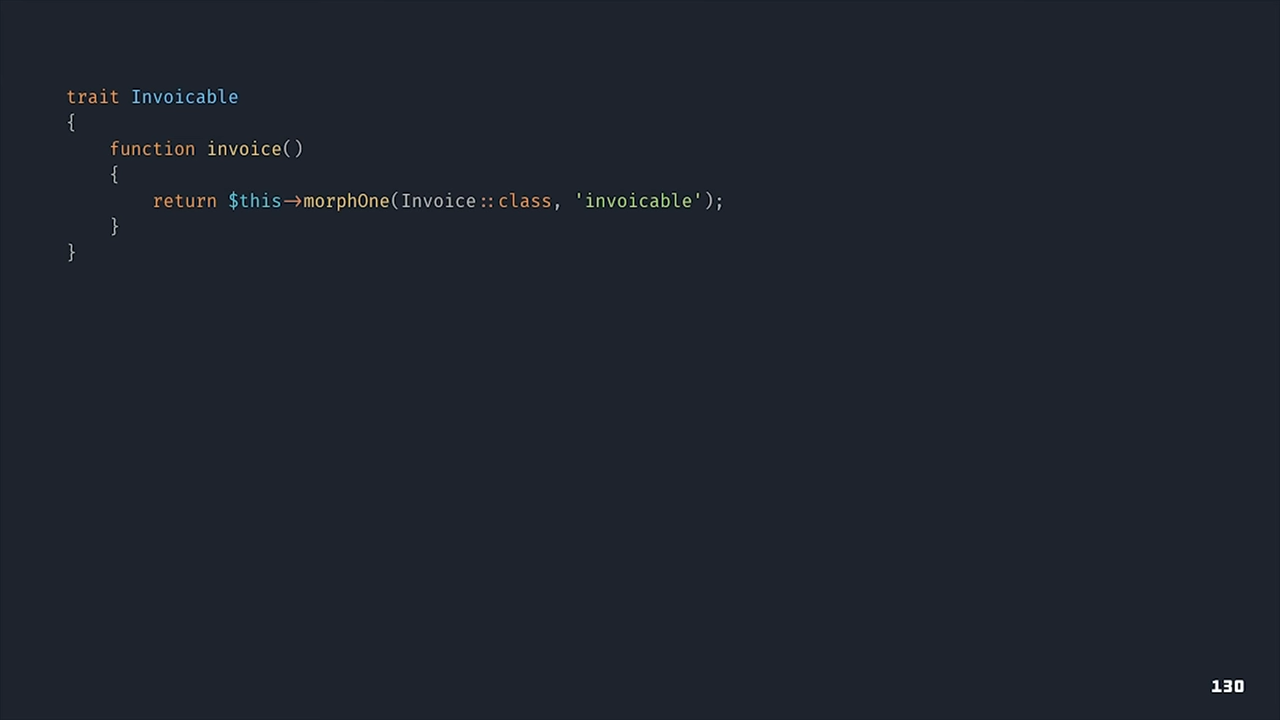 trait Invoicable
{
    function invoice()
    {
        return $this->morphOne(Invoice::class, 'invoicable');
    }
}
130